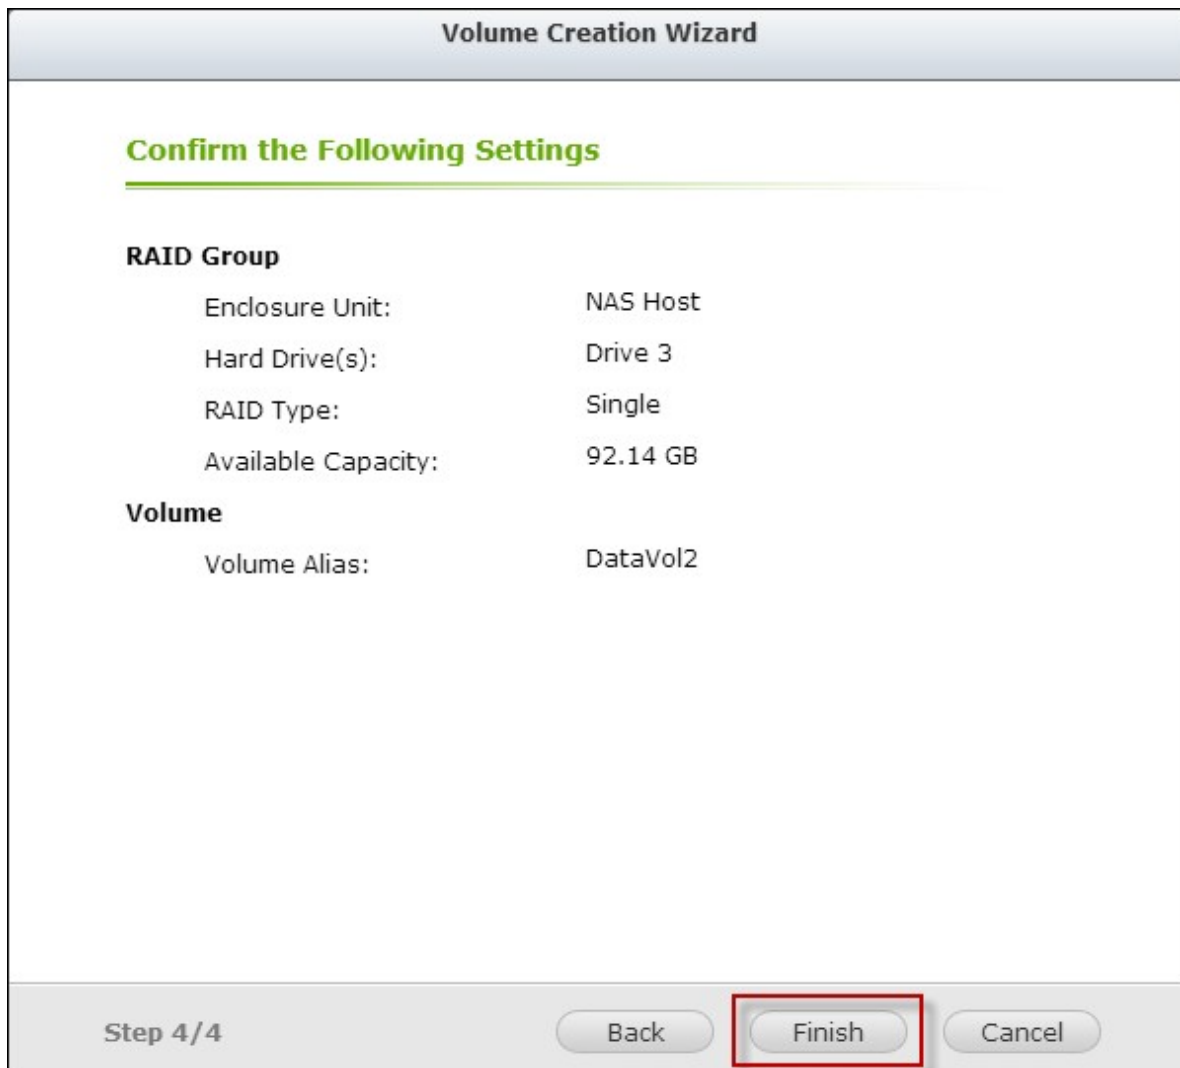 Volume Creation Wizard
Confirm the Following Settings
RAID Group
Enclosure Unit: NAS Host
Hard Drive(s): Drive 3
RAID Type: Single
Available Capacity: 92.14 GB
Volume
Volume Alias: DataVol2
Step 4/4 Back Finish Cancel